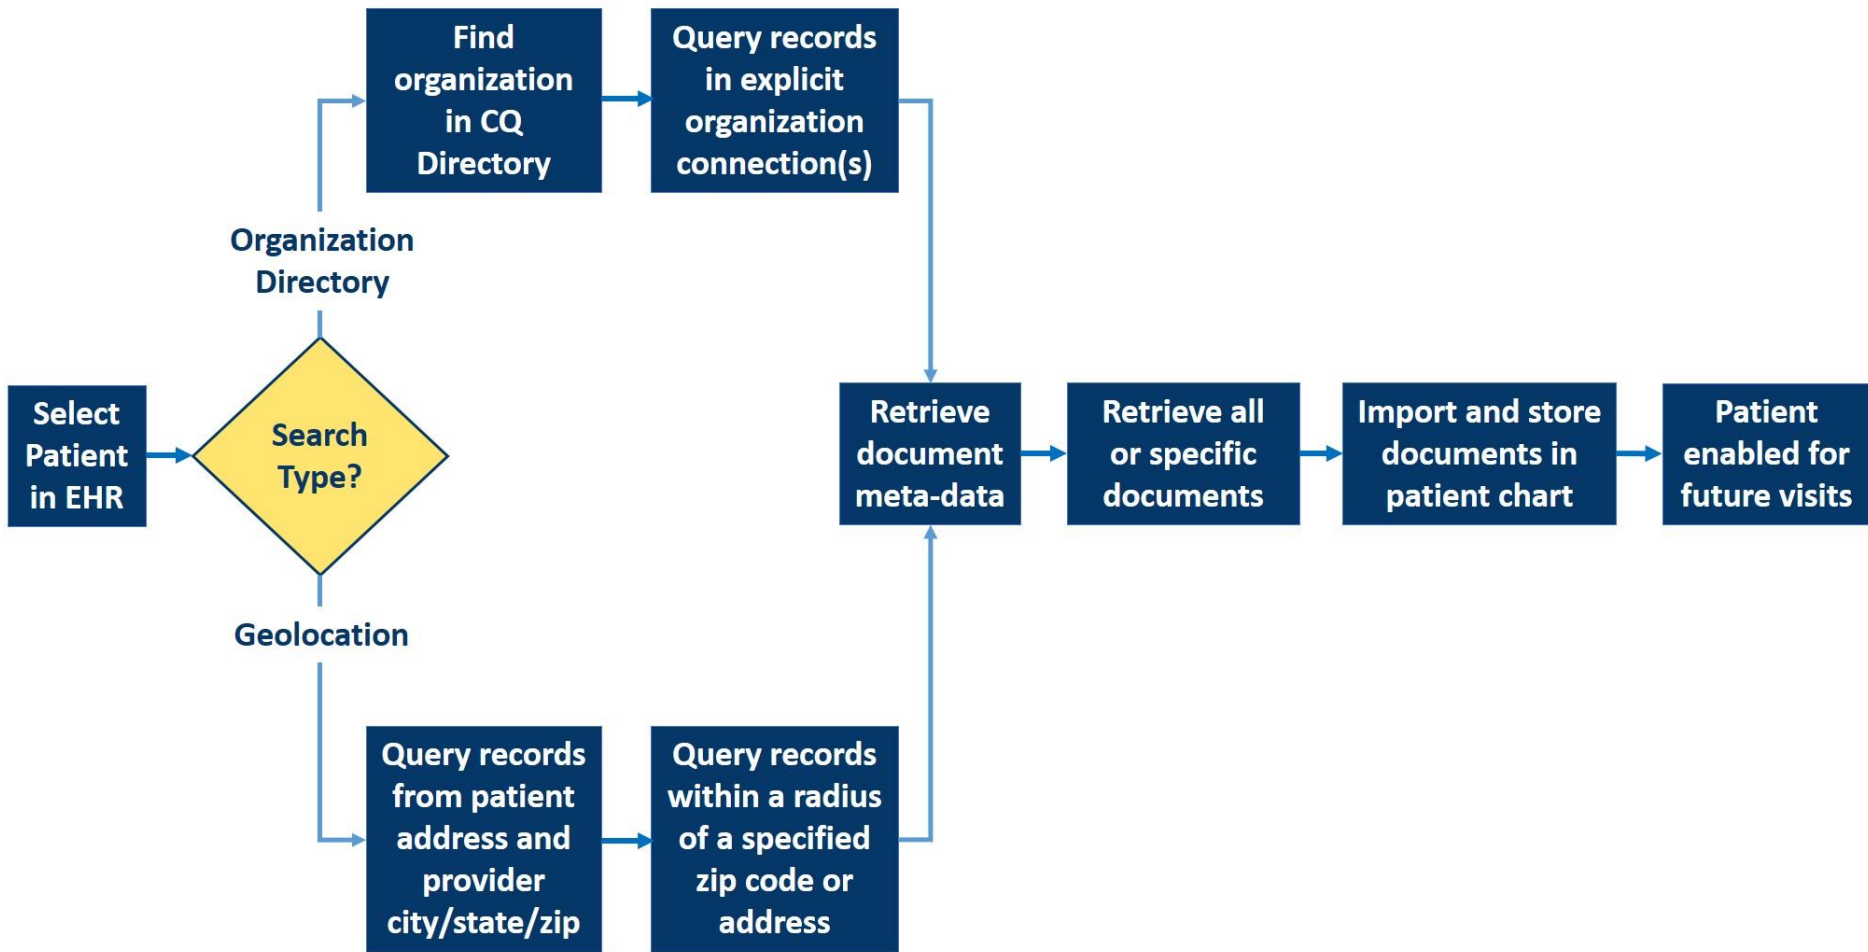 Find
organization
in CQ
Directory
Query records
in explicit
organization
connection(s)
Organization
Directory
Select
Patient
in EHR
Search
Type?
Retrieve
document
meta-data
Retrieve all
or specific
documents
Import and store
documents in
patient chart
Patient
enabled for
future visits
Geolocation
Query records
from patient
address and
provider
city/state/zip
Query records
within a radius
of a specified
zip code or
address